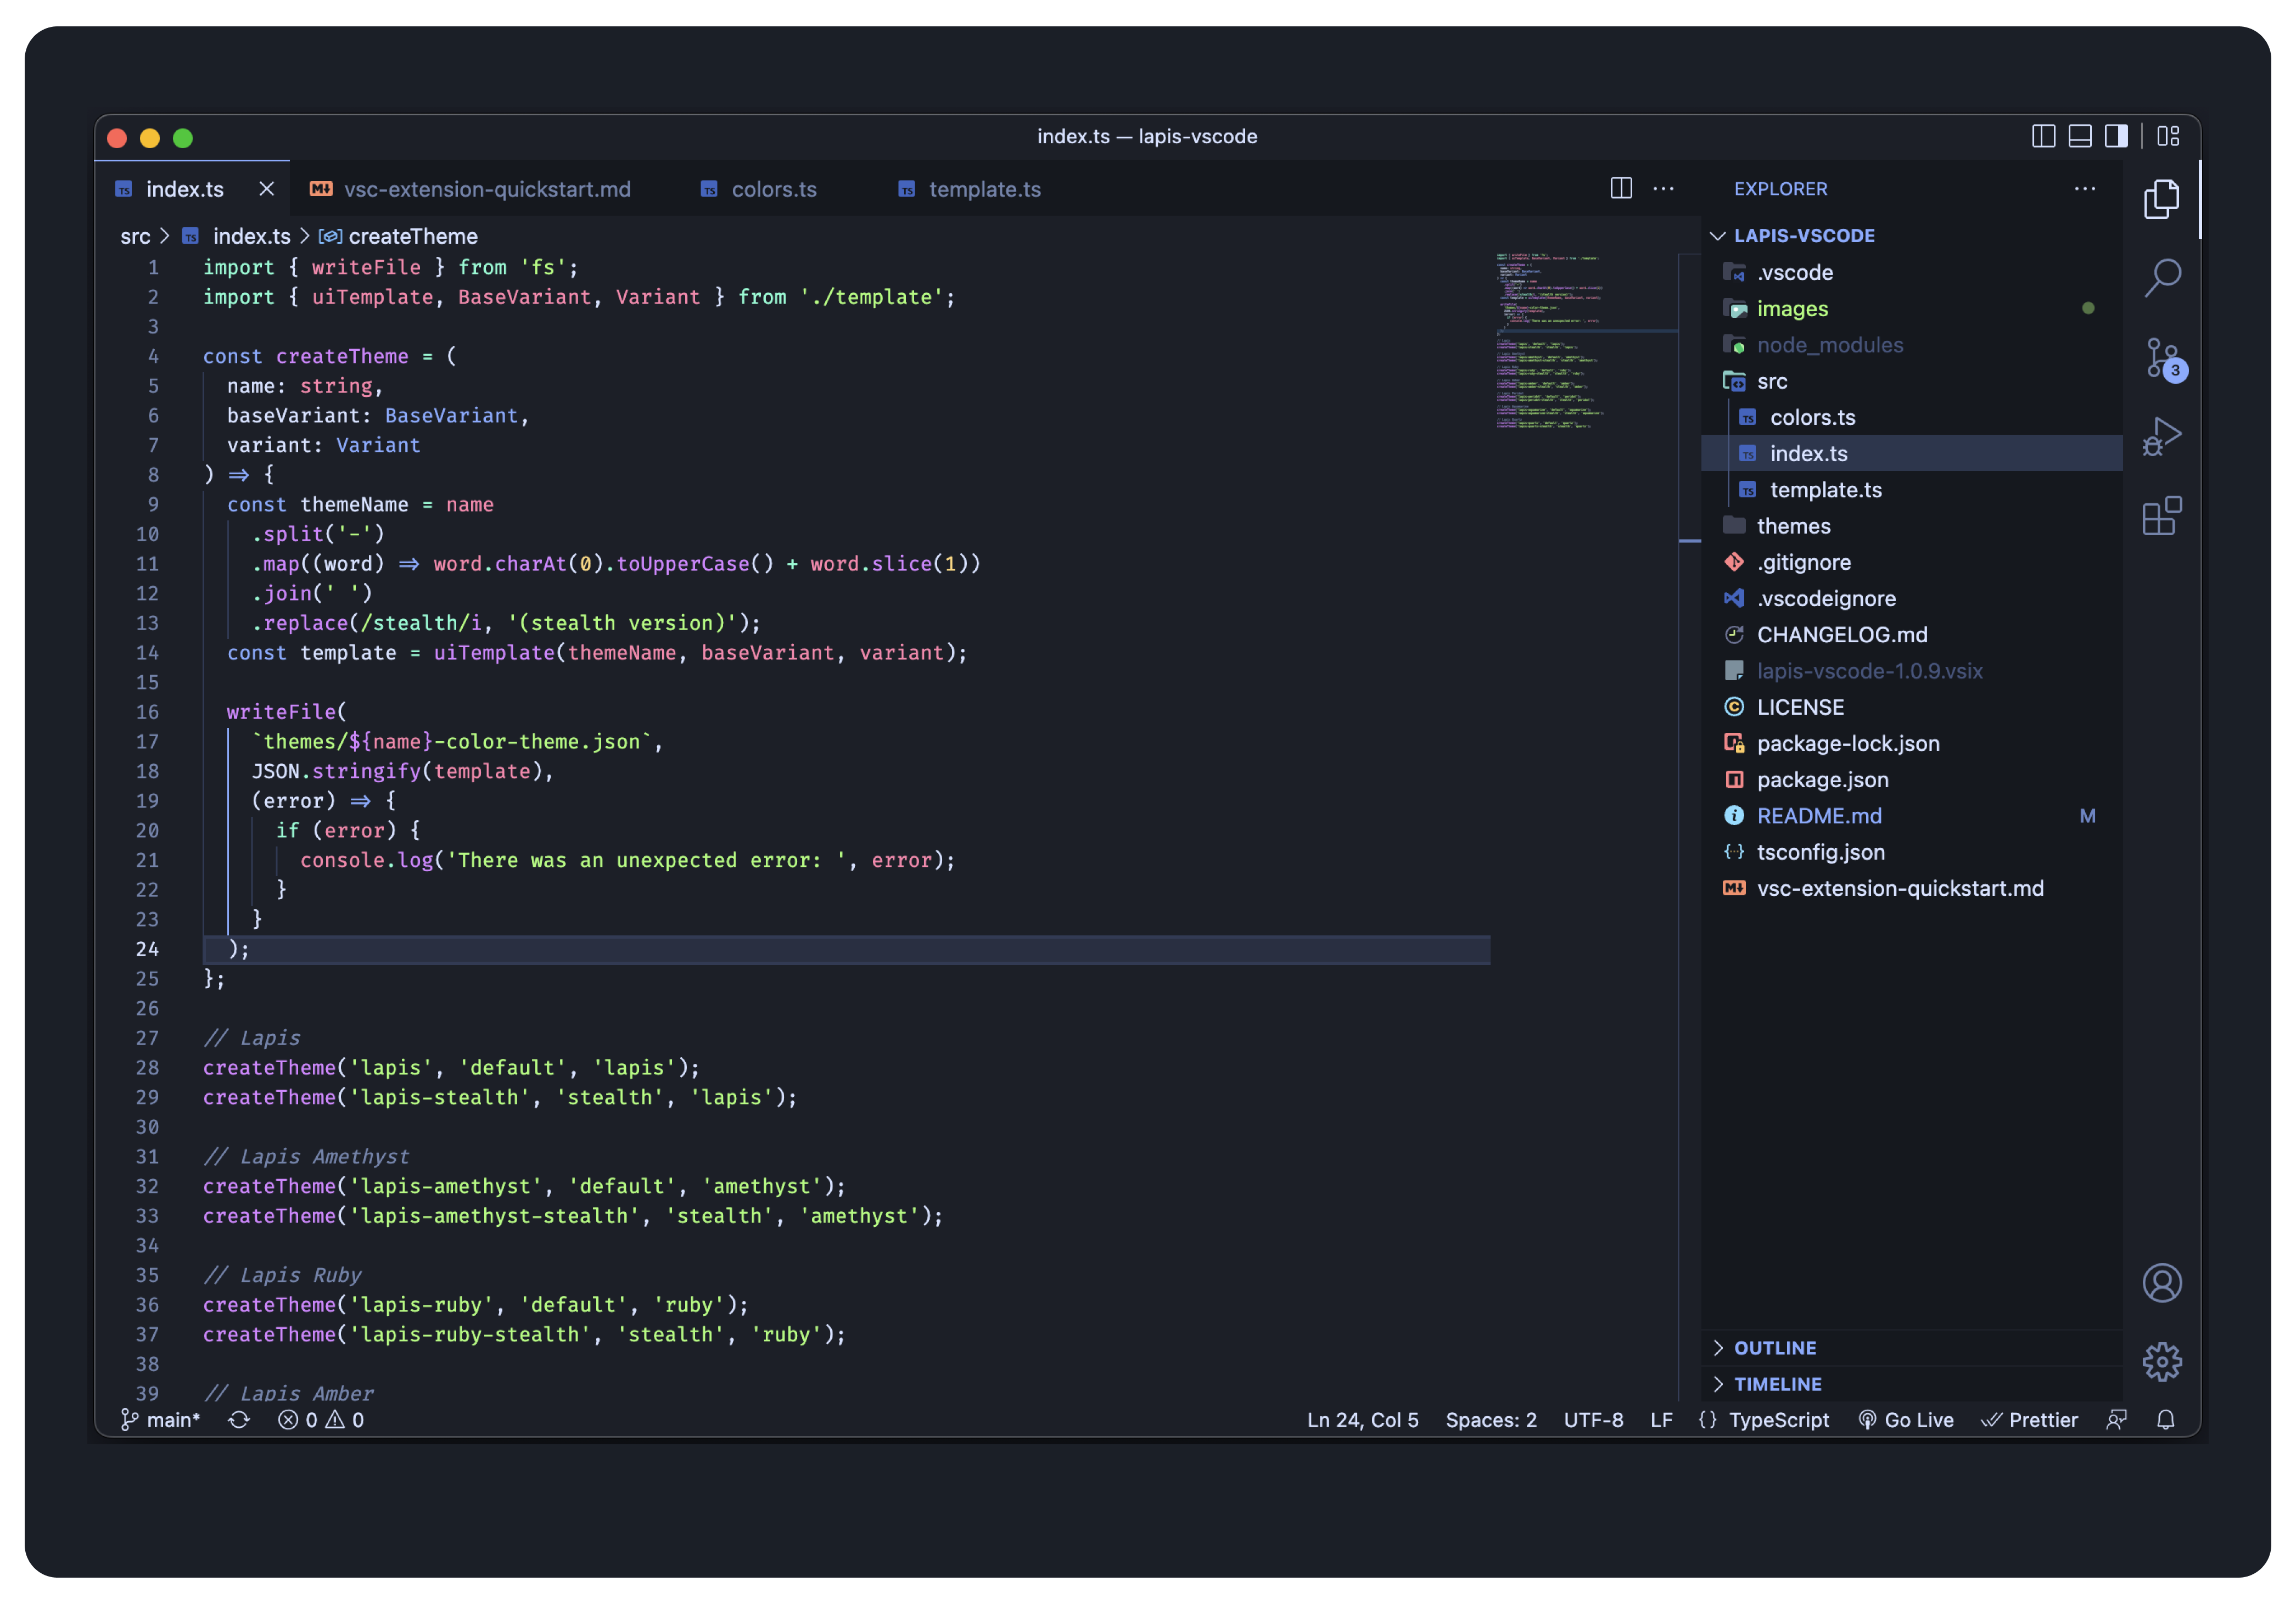 index.ts — lapis-vscode
index.ts
vsc-extension-quickstart.md
colors.ts
template.ts
src > index.ts > createTheme
1 import { writeFile } from 'fs';
2 import { uiTemplate, BaseVariant, Variant } from './template';
3
4 const createTheme = (
5 name: string,
6 baseVariant: BaseVariant,
7 variant: Variant
8 ) => {
9 const themeName = name
10 .split('-')
11 .map((word) => word.charAt(0).toUpperCase() + word.slice(1))
12 .join(' ')
13 .replace(/stealth/i, '(stealth version)');
14 const template = uiTemplate(themeName, baseVariant, variant);
15
16 writeFile(
17 `themes/${name}-color-theme.json`,
18 JSON.stringify(template),
19 (error) => {
20 if (error) {
21 console.log('There was an unexpected error: ', error);
22 }
23 }
24 );
25 };
26
27 // Lapis
28 createTheme('lapis', 'default', 'lapis');
29 createTheme('lapis-stealth', 'stealth', 'lapis');
30
31 // Lapis Amethyst
32 createTheme('lapis-amethyst', 'default', 'amethyst');
33 createTheme('lapis-amethyst-stealth', 'stealth', 'amethyst');
34
35 // Lapis Ruby
36 createTheme('lapis-ruby', 'default', 'ruby');
37 createTheme('lapis-ruby-stealth', 'stealth', 'ruby');
38
39 // Lapis Amber
EXPLORER
LAPIS-VSCODE
.vscode
images
node_modules
src
colors.ts
index.ts
template.ts
themes
.gitignore
.vscodeignore
CHANGELOG.md
lapis-vscode-1.0.9.vsix
LICENSE
package-lock.json
package.json
README.md M
tsconfig.json
vsc-extension-quickstart.md
OUTLINE
TIMELINE
3
main* 0 0
Ln 24, Col 5 Spaces: 2 UTF-8 LF {} TypeScript Go Live Prettier